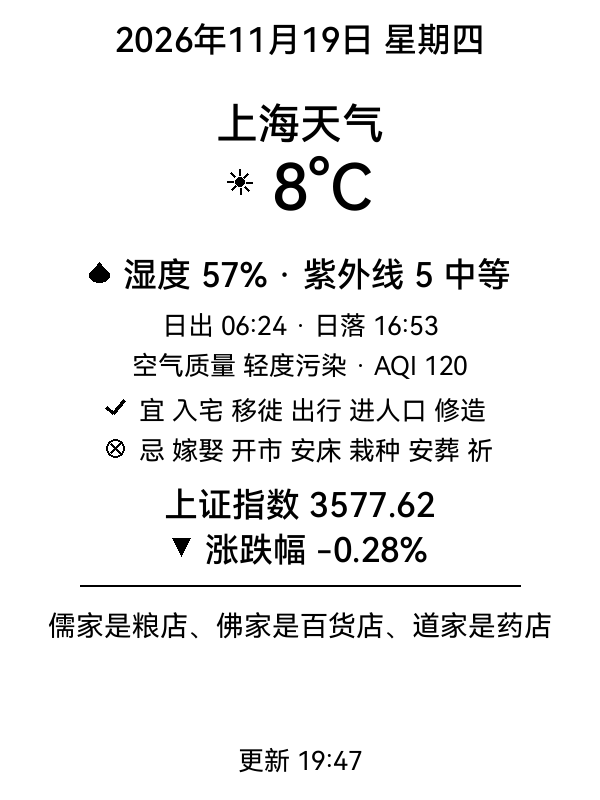 2026年11月19日 星期四
上海天气
8°C
湿度 57% · 紫外线 5 中等
日出 06:24 · 日落 16:53
空气质量 轻度污染 · AQI 120
宜 入宅 移徙 出行 进人口 修造
忌 嫁娶 开市 安床 栽种 安葬 祈
上证指数 3577.62
▼ 涨跌幅 -0.28%
儒家是粮店、佛家是百货店、道家是药店
更新 19:47